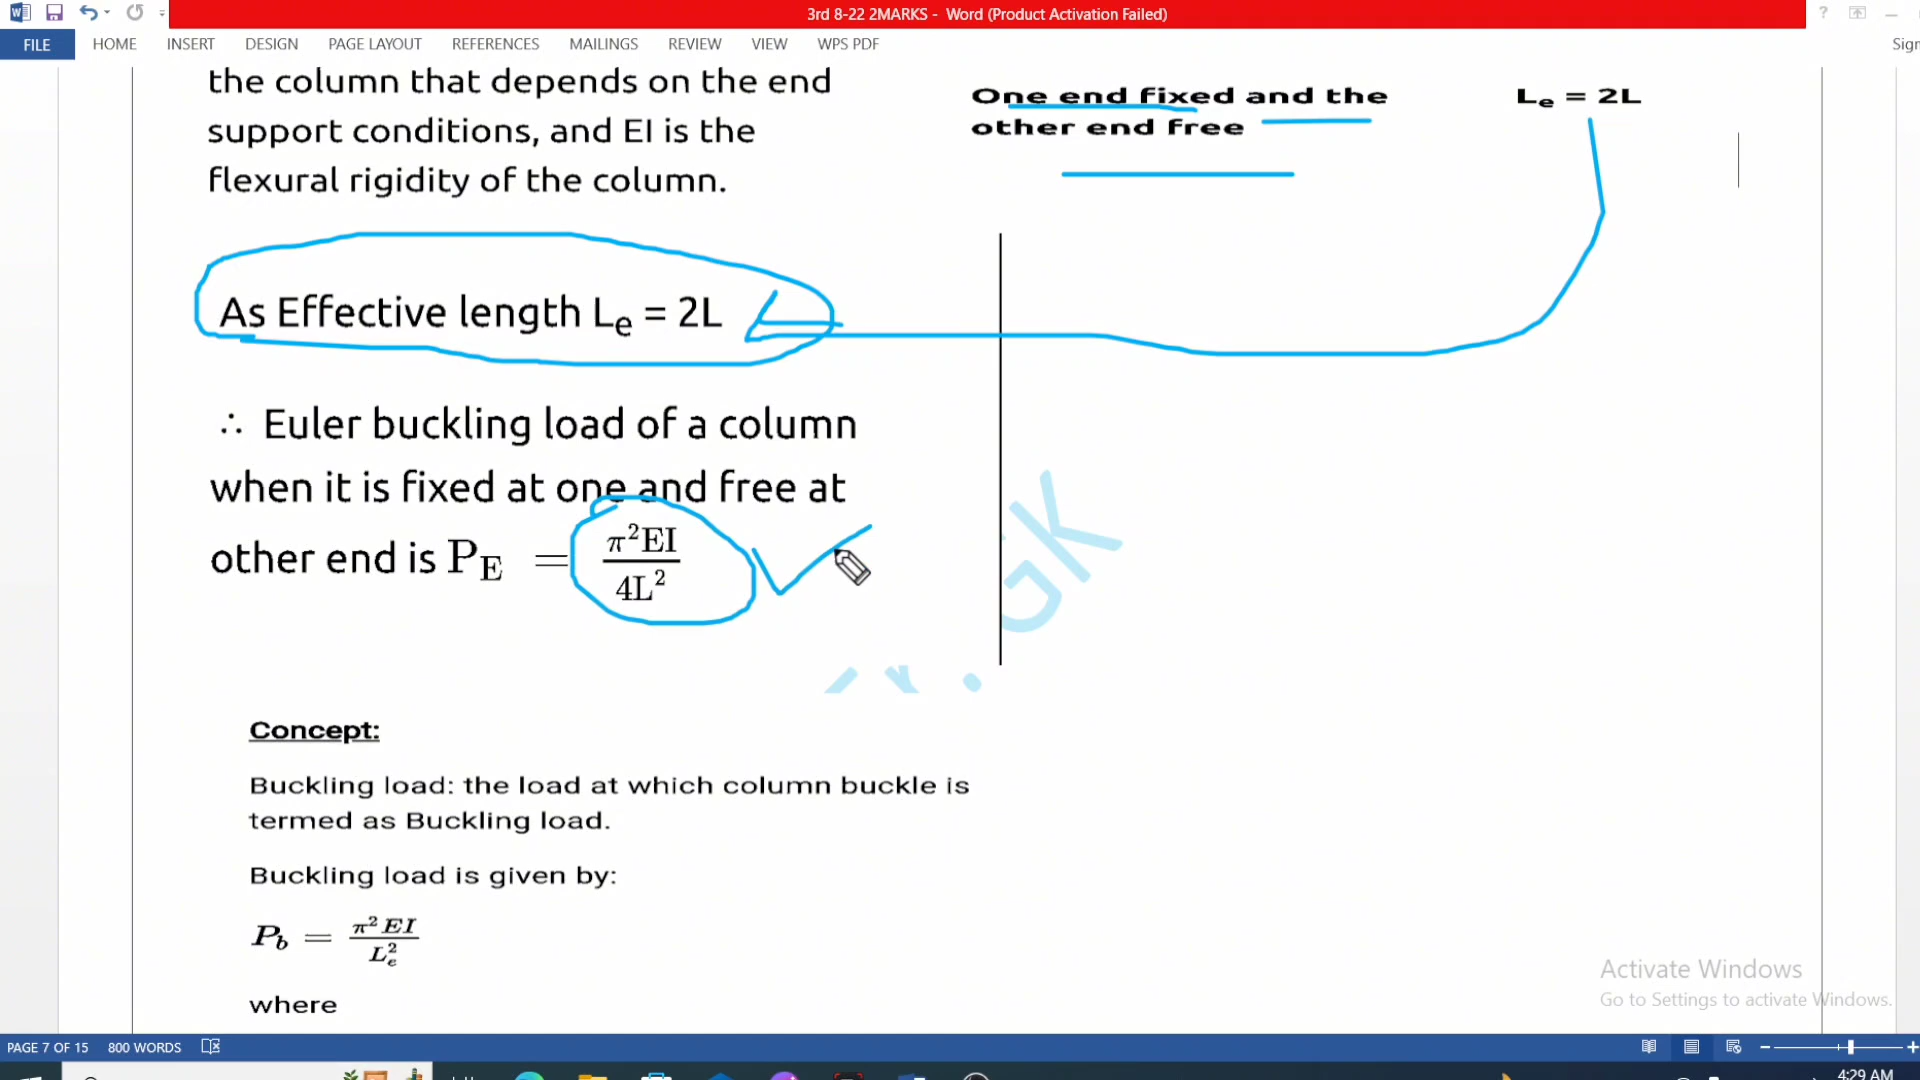 3rd 8-22 2MARKS - Word (Product Activation Failed)
FILE HOME INSERT DESIGN PAGE LAYOUT REFERENCES MAILINGS REVIEW VIEW WPS PDF
the column that depends on the end
support conditions, and EI is the
flexural rigidity of the column.
One end fixed and the
other end free
Le = 2L
As Effective length Le = 2L
∴ Euler buckling load of a column
when it is fixed at one and free at
other end is P_E = π²EI / 4L²
GK
Concept:
Buckling load: the load at which column buckle is
termed as Buckling load.
Buckling load is given by:
P_b = π² EI / L_e²
where
Activate Windows
Go to Settings to activate Windows.
PAGE 7 OF 15 800 WORDS
4:29 AM